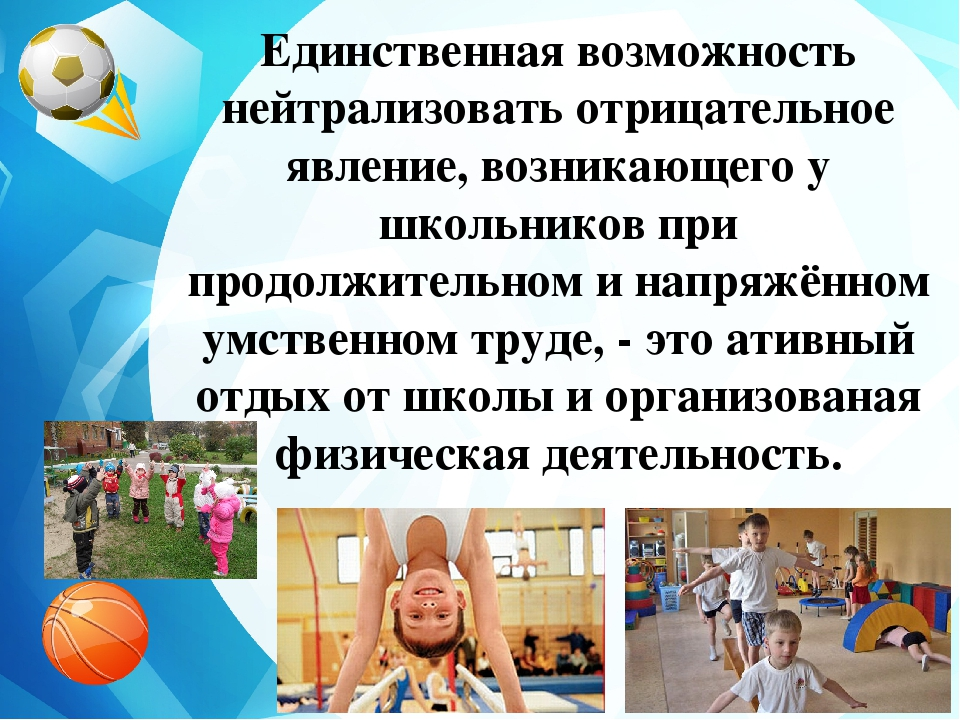 Единственная возможность
нейтрализовать отрицательное
явление, возникающего у
школьников при
продолжительном и напряжённом
умственном труде, - это ативный
отдых от школы и организованая
физическая деятельность.